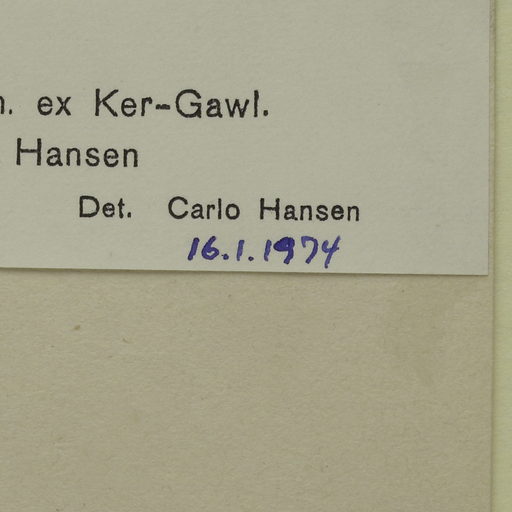 ex Ker-Gawl.
Hansen
Det. Carlo Hansen
16.1.1974